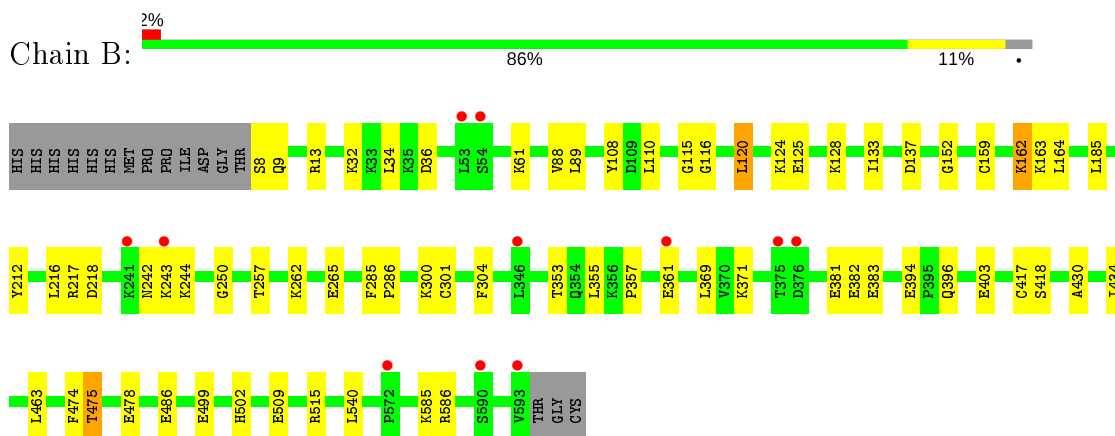 2%
Chain B:
86% 11% •
HIS HIS HIS HIS HIS HIS MET PRO PRO ILE ASP GLY THR S8 Q9 R13 K32 K33 L34 K35 D36 L53 S54 K61 V88 L89 Y108 D109 L110 G115 G116 L120 K124 E125 K128 I133 D137 G152 C159 K162 K163 L164 L185
Y212 L216 R217 D218 K241 N242 K243 K244 G250 T257 K262 E265 F285 P286 K300 C301 F304 L346 T353 Q354 L355 K356 P357 E361 L369 V370 K371 T375 D376 E381 E382 E383 E394 P395 Q396 E403 C417 S418 A430
L463 F474 T475 E478 E486 E499 H502 E509 R515 L540 P572 K585 R586 S590 V593 THR GLY CYS